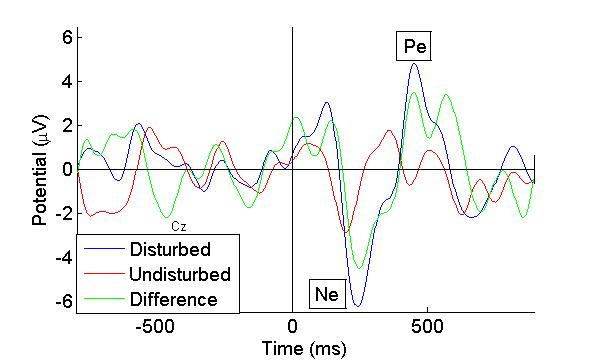 6
4
2
0
-2
-4
-6
Potential (μV)
Pe
Ne
Cz
Disturbed
Undisturbed
Difference
-500
0
500
Time (ms)